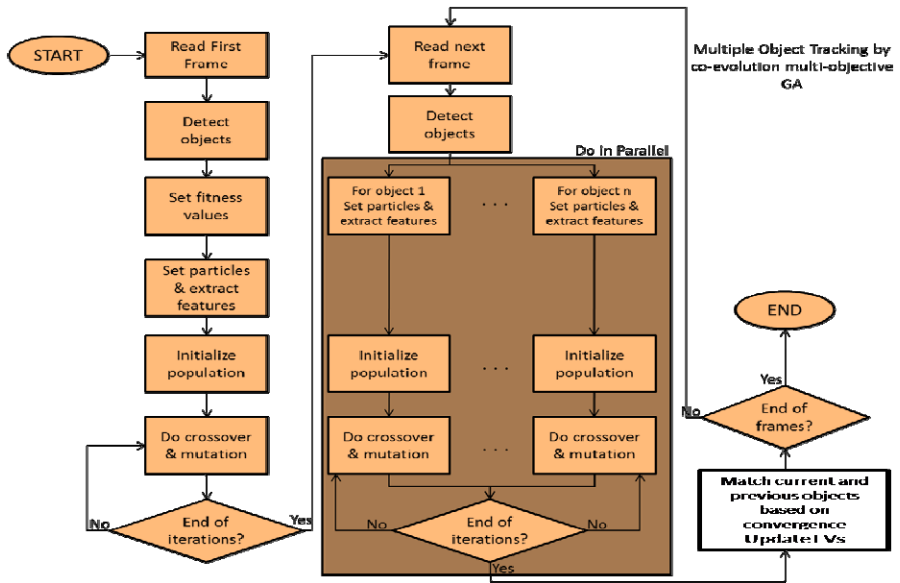 START
Read First
Frame
Detect
objects
Set fitness
values
Set particles
& extract
features
Initialize
population
Do crossover
& mutation
End of
iterations?
No
Yes
Read next
frame
Detect
objects
Do in Parallel
For object 1
Set particles &
extract features
. . .
For object n
Set particles &
extract features
Initialize
population
. . .
Initialize
population
Do crossover
& mutation
. . .
Do crossover
& mutation
No
End of
iterations?
No
Yes
Multiple Object Tracking by
co-evolution multi-objective
GA
END
Yes
No
End of
frames?
Match current and
previous objects
based on
convergence
Update FVs